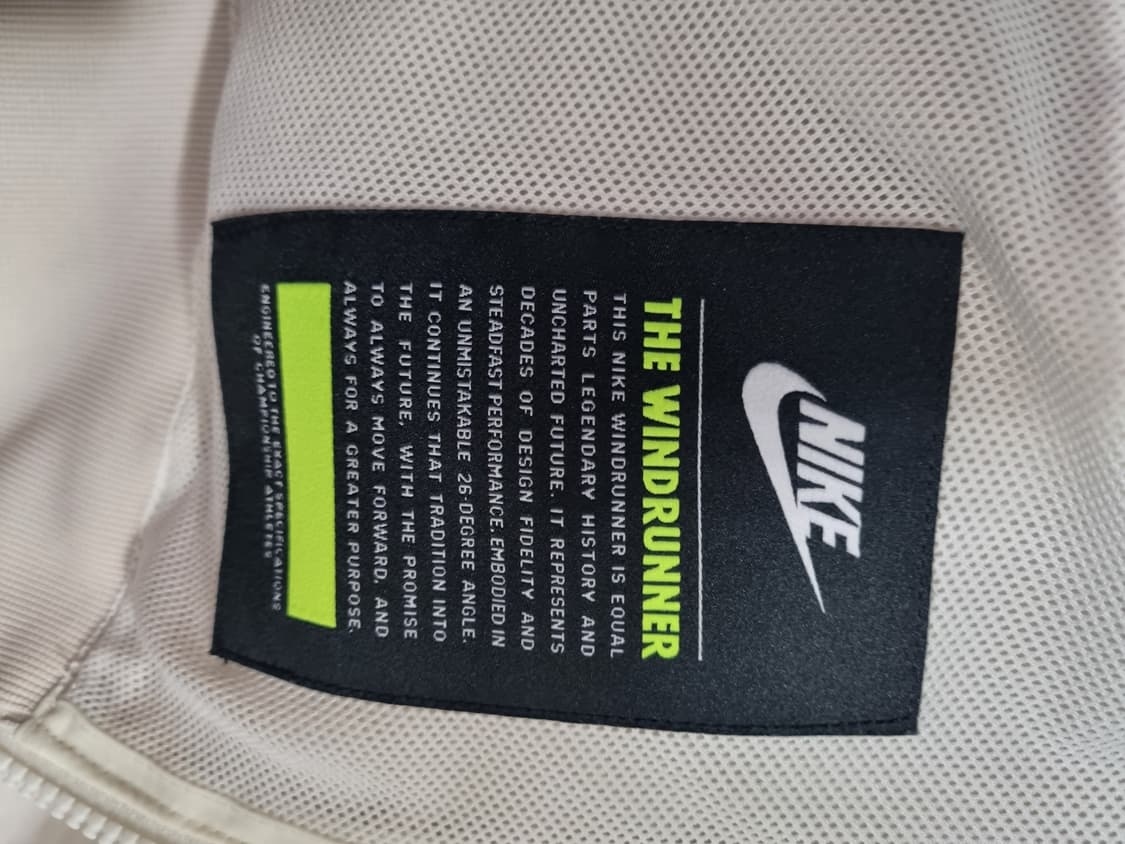 NIKE
THE WINDRUNNER
THIS NIKE WINDRUNNER IS EQUAL
PARTS LEGENDARY HISTORY AND
UNCHARTED FUTURE. IT REPRESENTS
DECADES OF DESIGN FIDELITY AND
STEADFAST PERFORMANCE, EMBODIED IN
AN UNMISTAKABLE 26-DEGREE ANGLE.
IT CONTINUES THAT TRADITION INTO
THE FUTURE, WITH THE PROMISE
TO ALWAYS MOVE FORWARD, AND
ALWAYS FOR A GREATER PURPOSE.
ENGINEERED TO THE EXACT SPECIFICATIONS
OF CHAMPIONSHIP ATHLETES